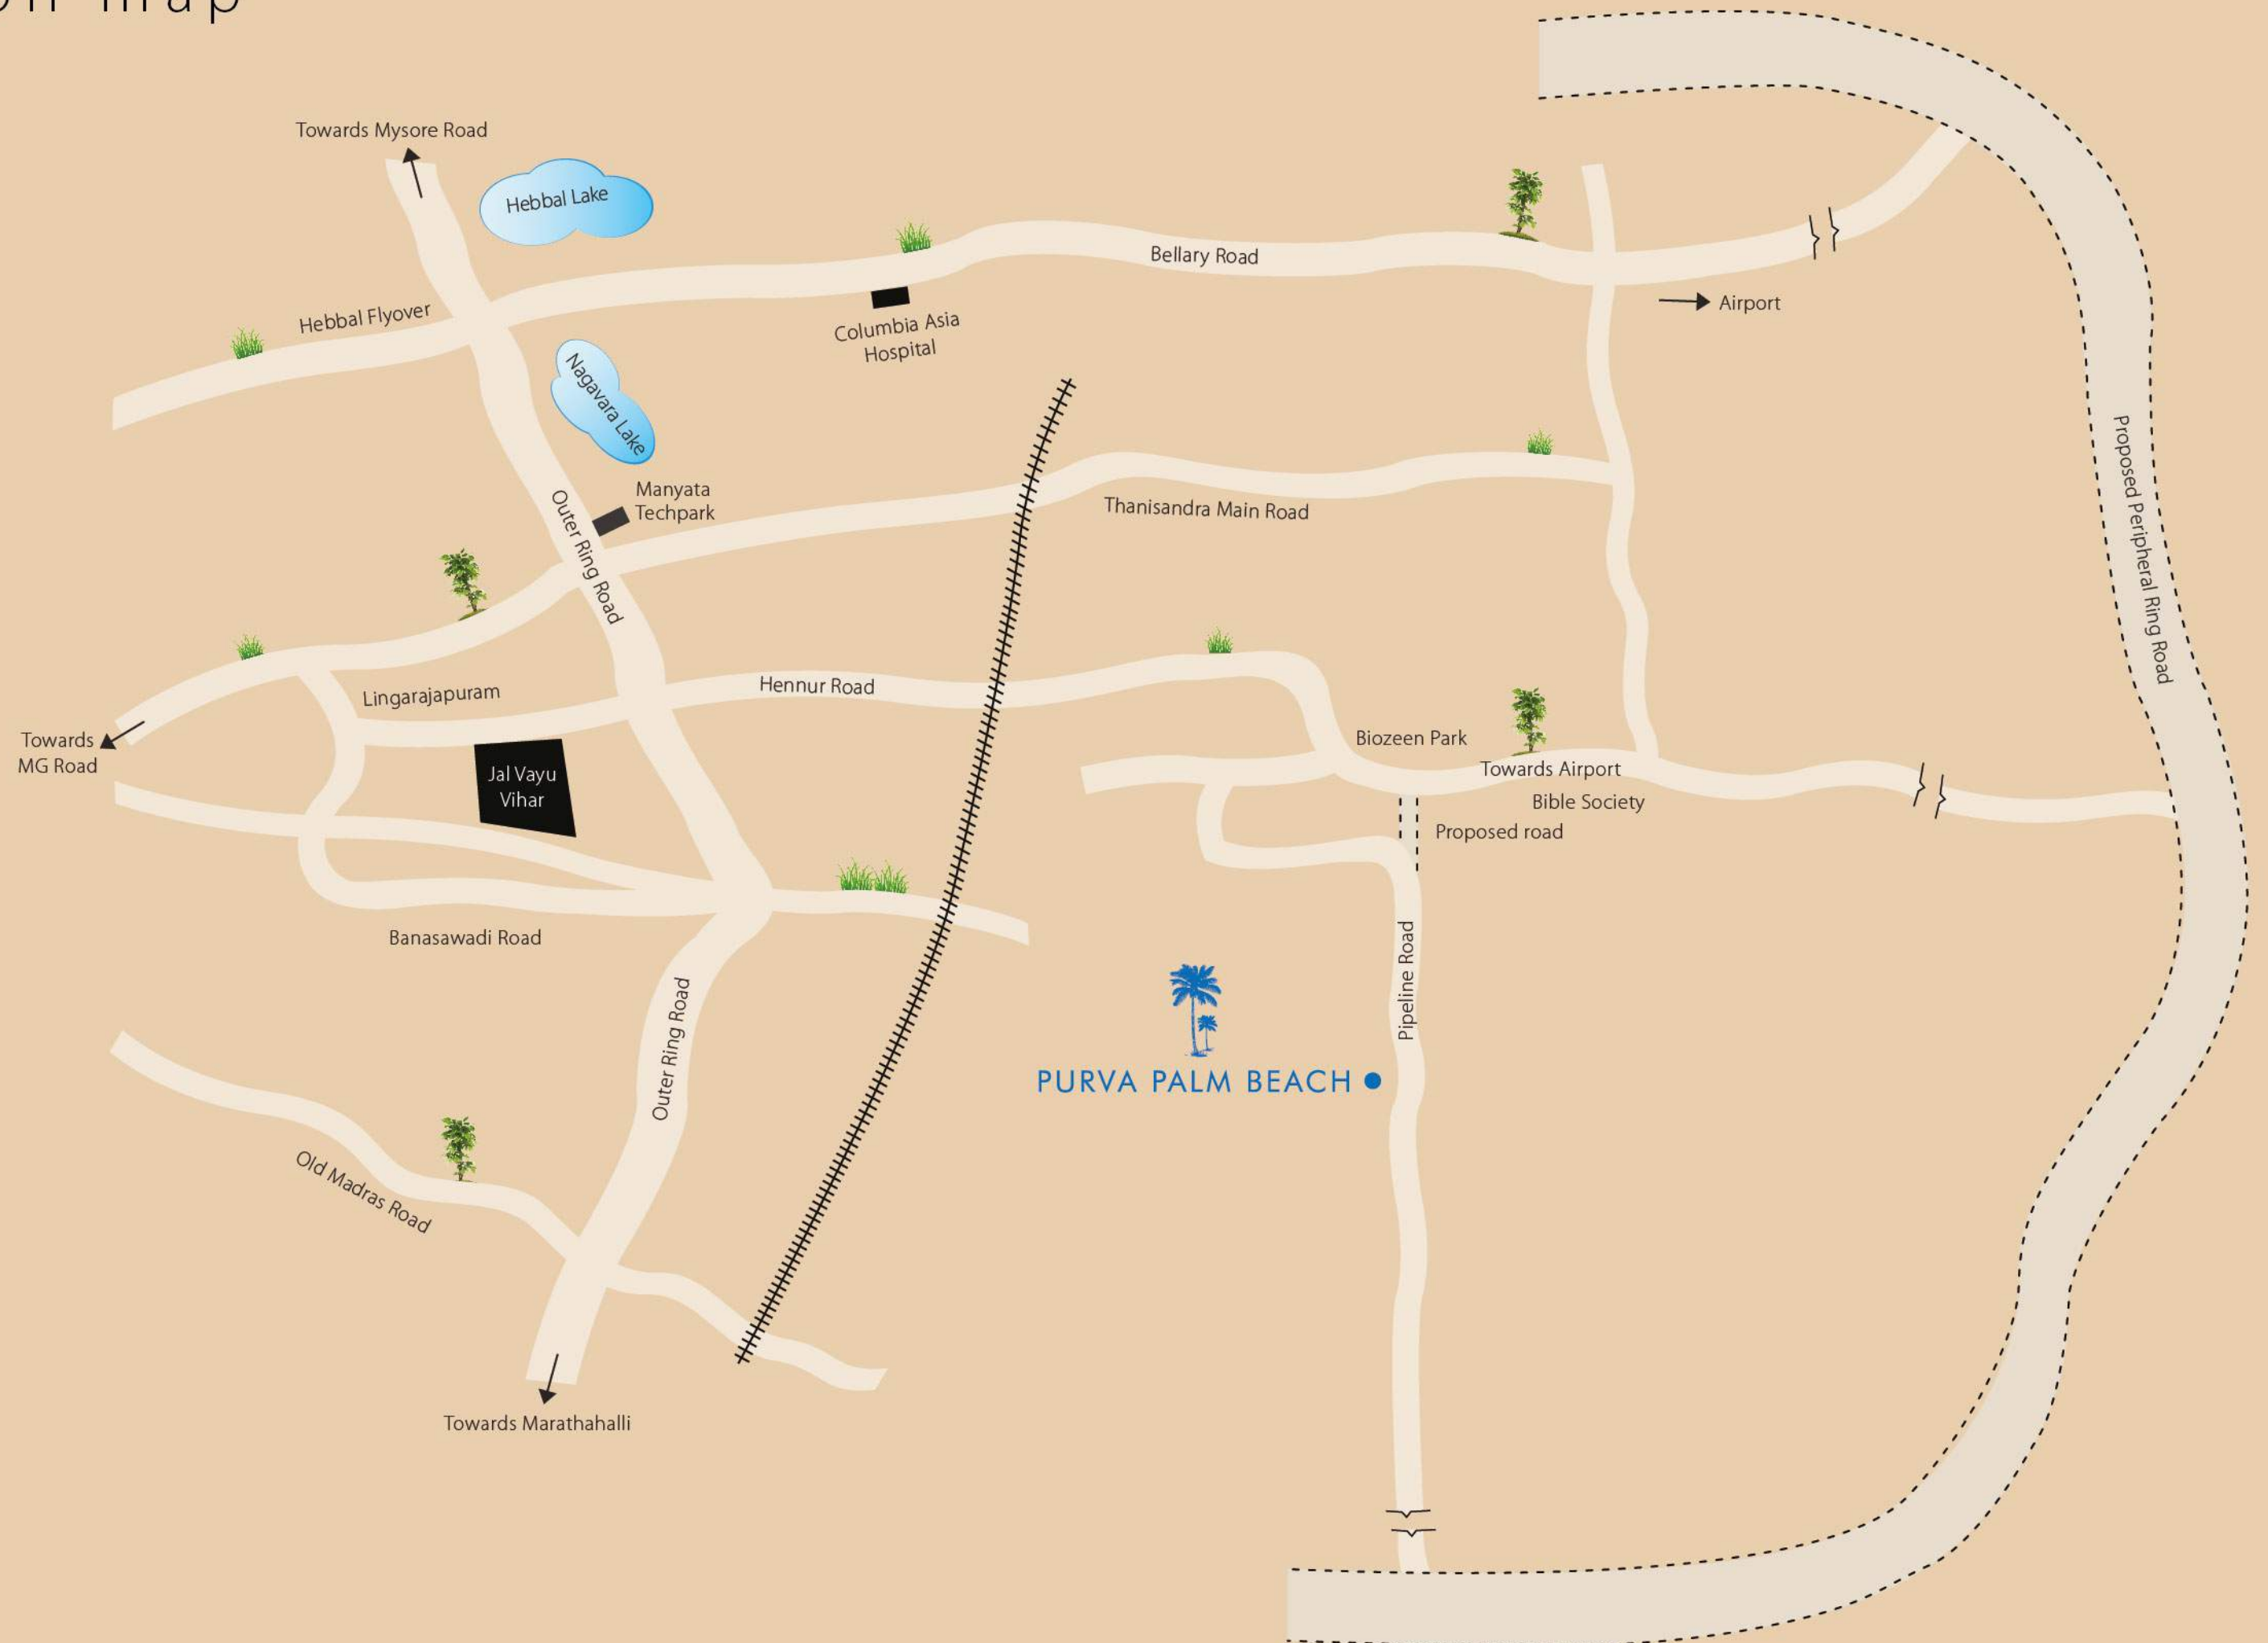 map
Towards Mysore Road
Hebbal Lake
Bellary Road
Hebbal Flyover
Airport
Columbia Asia
Hospital
Nagavara Lake
Manyata
Techpark
Outer Ring Road
Thanisandra Main Road
Proposed Peripheral Ring Road
Lingarajapuram
Hennur Road
Towards
MG Road
Jal Vayu
Vihar
Biozeen Park
Towards Airport
Bible Society
Proposed road
Banasawadi Road
Pipeline Road
Outer Ring Road
PURVA PALM BEACH
Old Madras Road
Towards Marathahalli